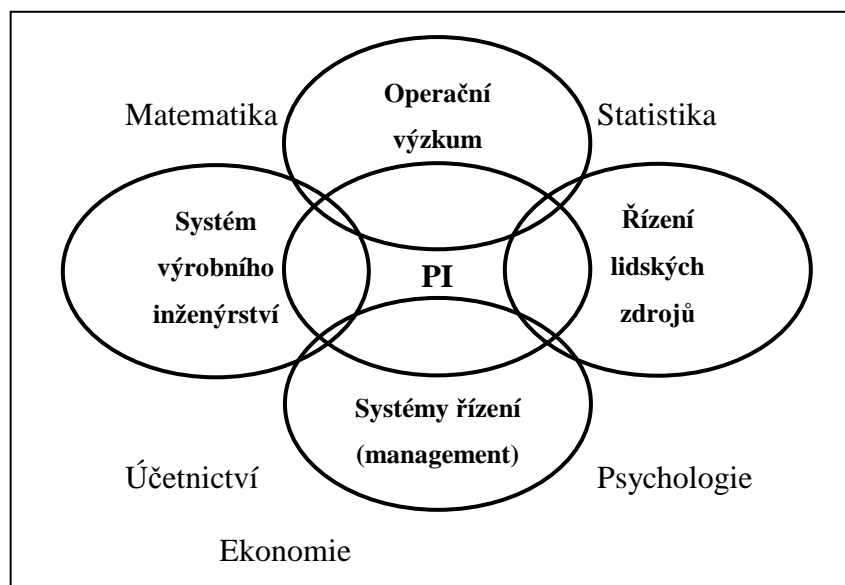 Operační
výzkum
Matematika
Statistika
Systém
výrobního
inženýrství
PI
Řízení
lidských
zdrojů
Systémy řízení
(management)
Účetnictví
Psychologie
Ekonomie